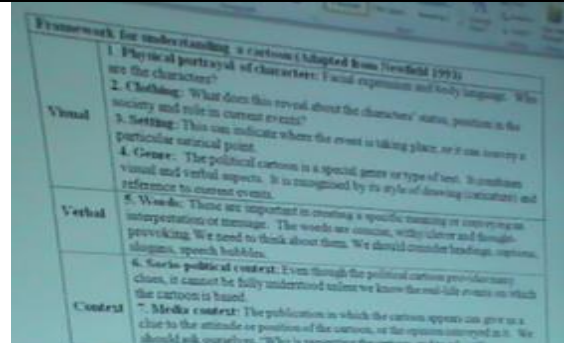 Framework for understanding a cartoon (Adapted from Newfield 1993)
Visual
1. Physical portrayal of characters: Facial expression and body language. Who
are the characters?
2. Clothing: What does this reveal about the characters' status, position in the
society and role in current events?
3. Setting: This can indicate where the event is taking place, or it can convey a
particular satirical point.
4. Genre: The political cartoon is a special genre or type of text. It combines
visual and verbal aspects. It is recognised by its style of drawing (caricature) and
reference to current events.
Verbal
5. Words: These are important in creating a specific meaning or conveying an
interpretation or message. The words are concise, witty/clever and thought-
provoking. We need to think about them. We should consider headings, captions,
slogans, speech bubbles.
Context
6. Socio-political context: Even though the political cartoon provides many
clues, it cannot be fully understood unless we know the real-life events on which
the cartoon is based.
7. Media context: The publication in which the cartoon appears can give us a
clue to the attitude or position of the cartoon, or the opinion conveyed in it. We
should ask ourselves, "Who is